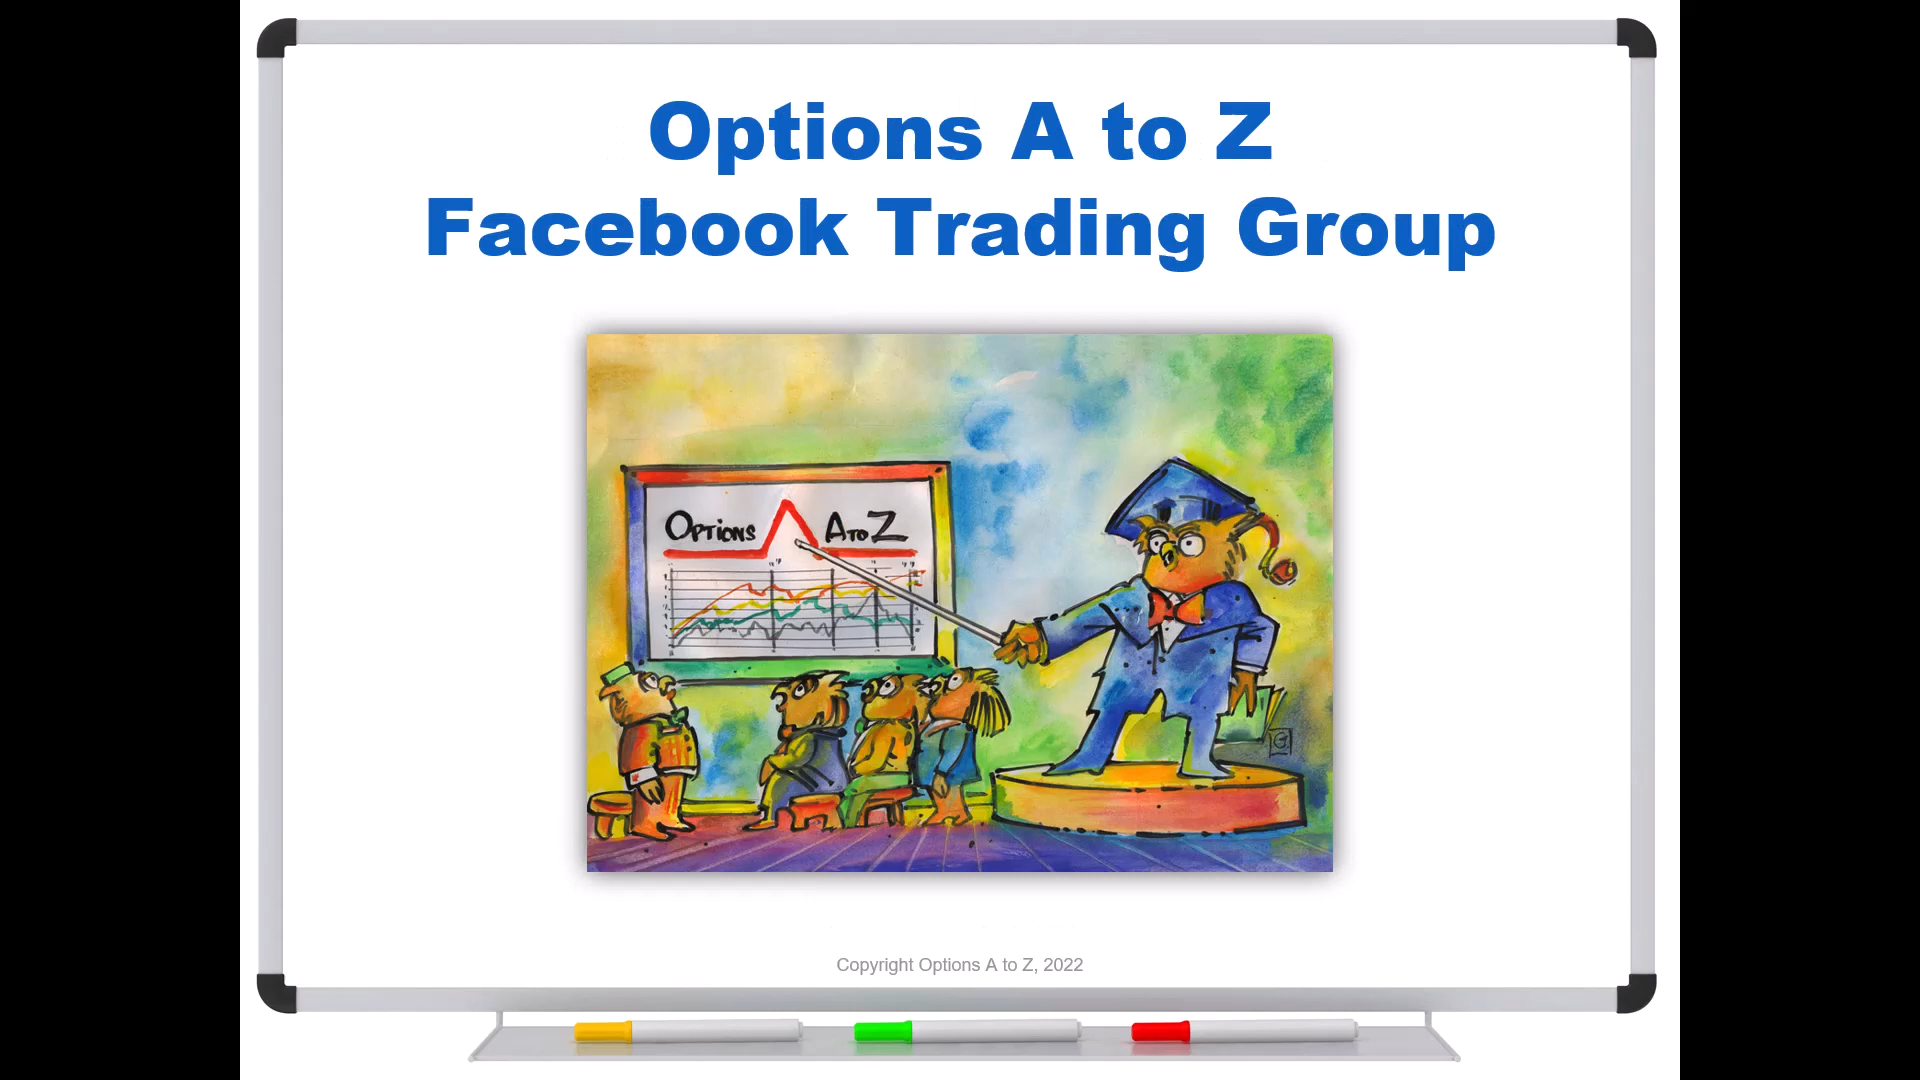 Options A to Z
Facebook Trading Group
OPTIONS A TO Z
Copyright Options A to Z, 2022